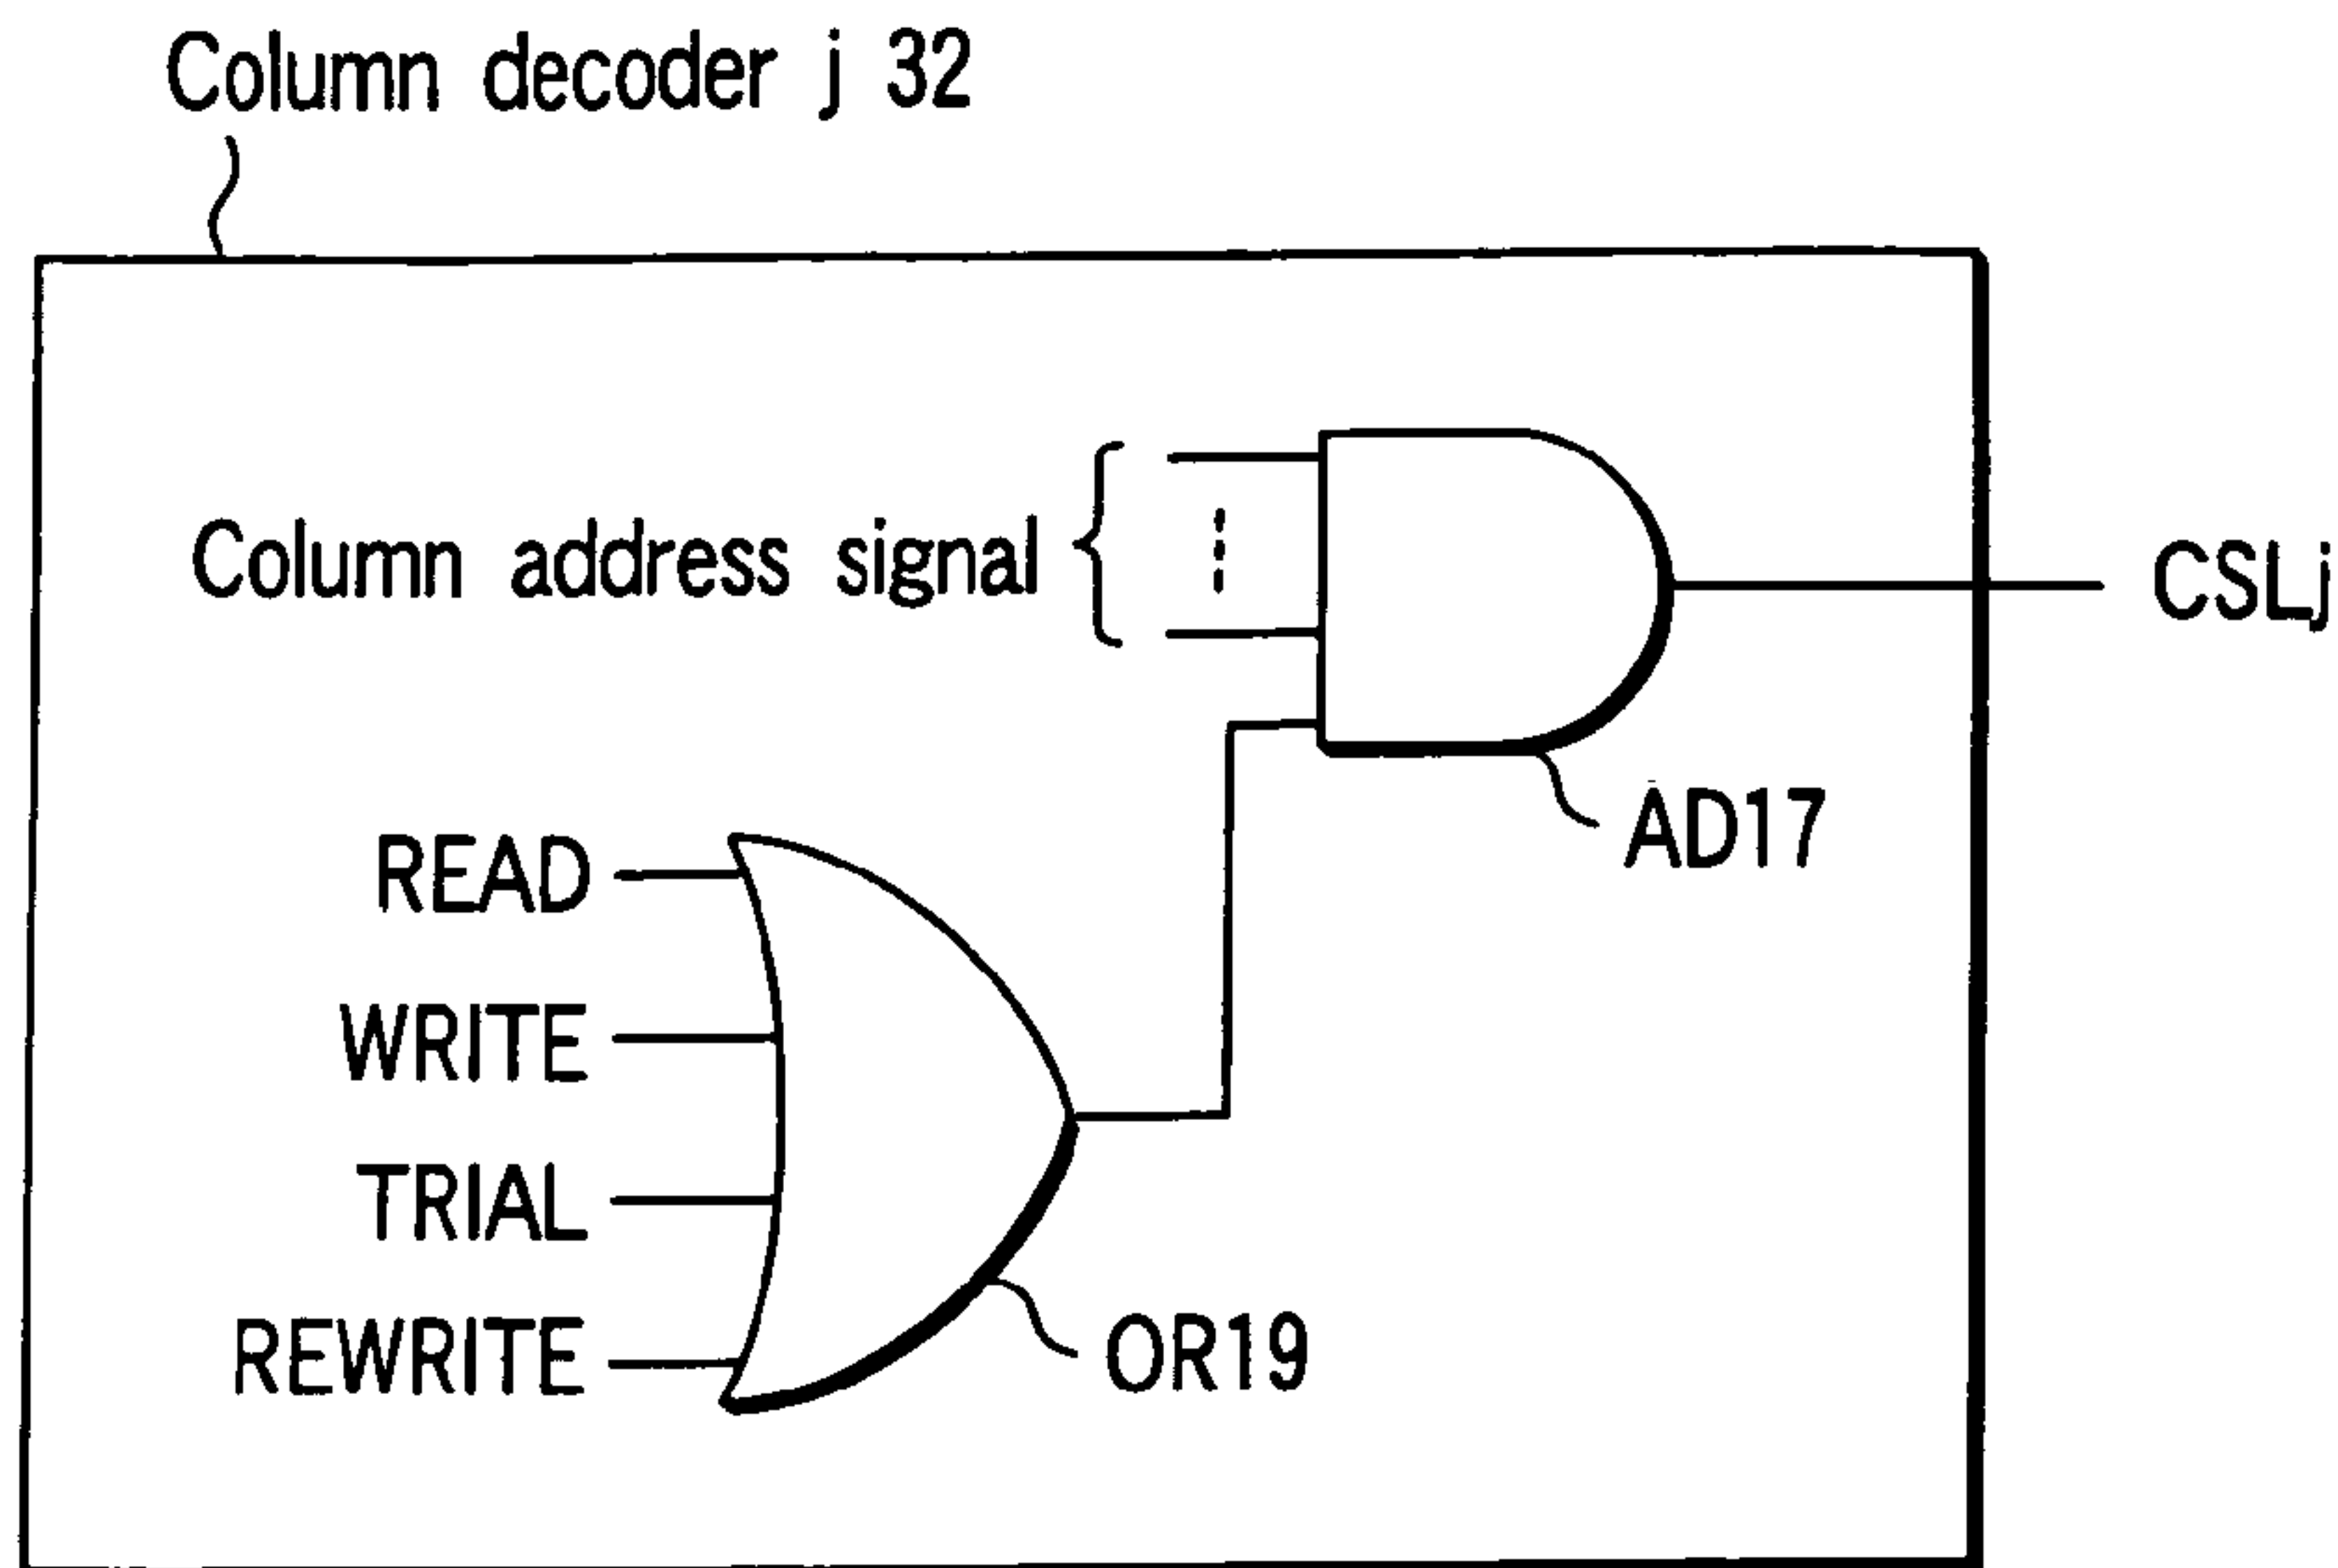 Column decoder j 32
Column address signal
CSLj
AD17
READ
WRITE
TRIAL
REWRITE
OR19